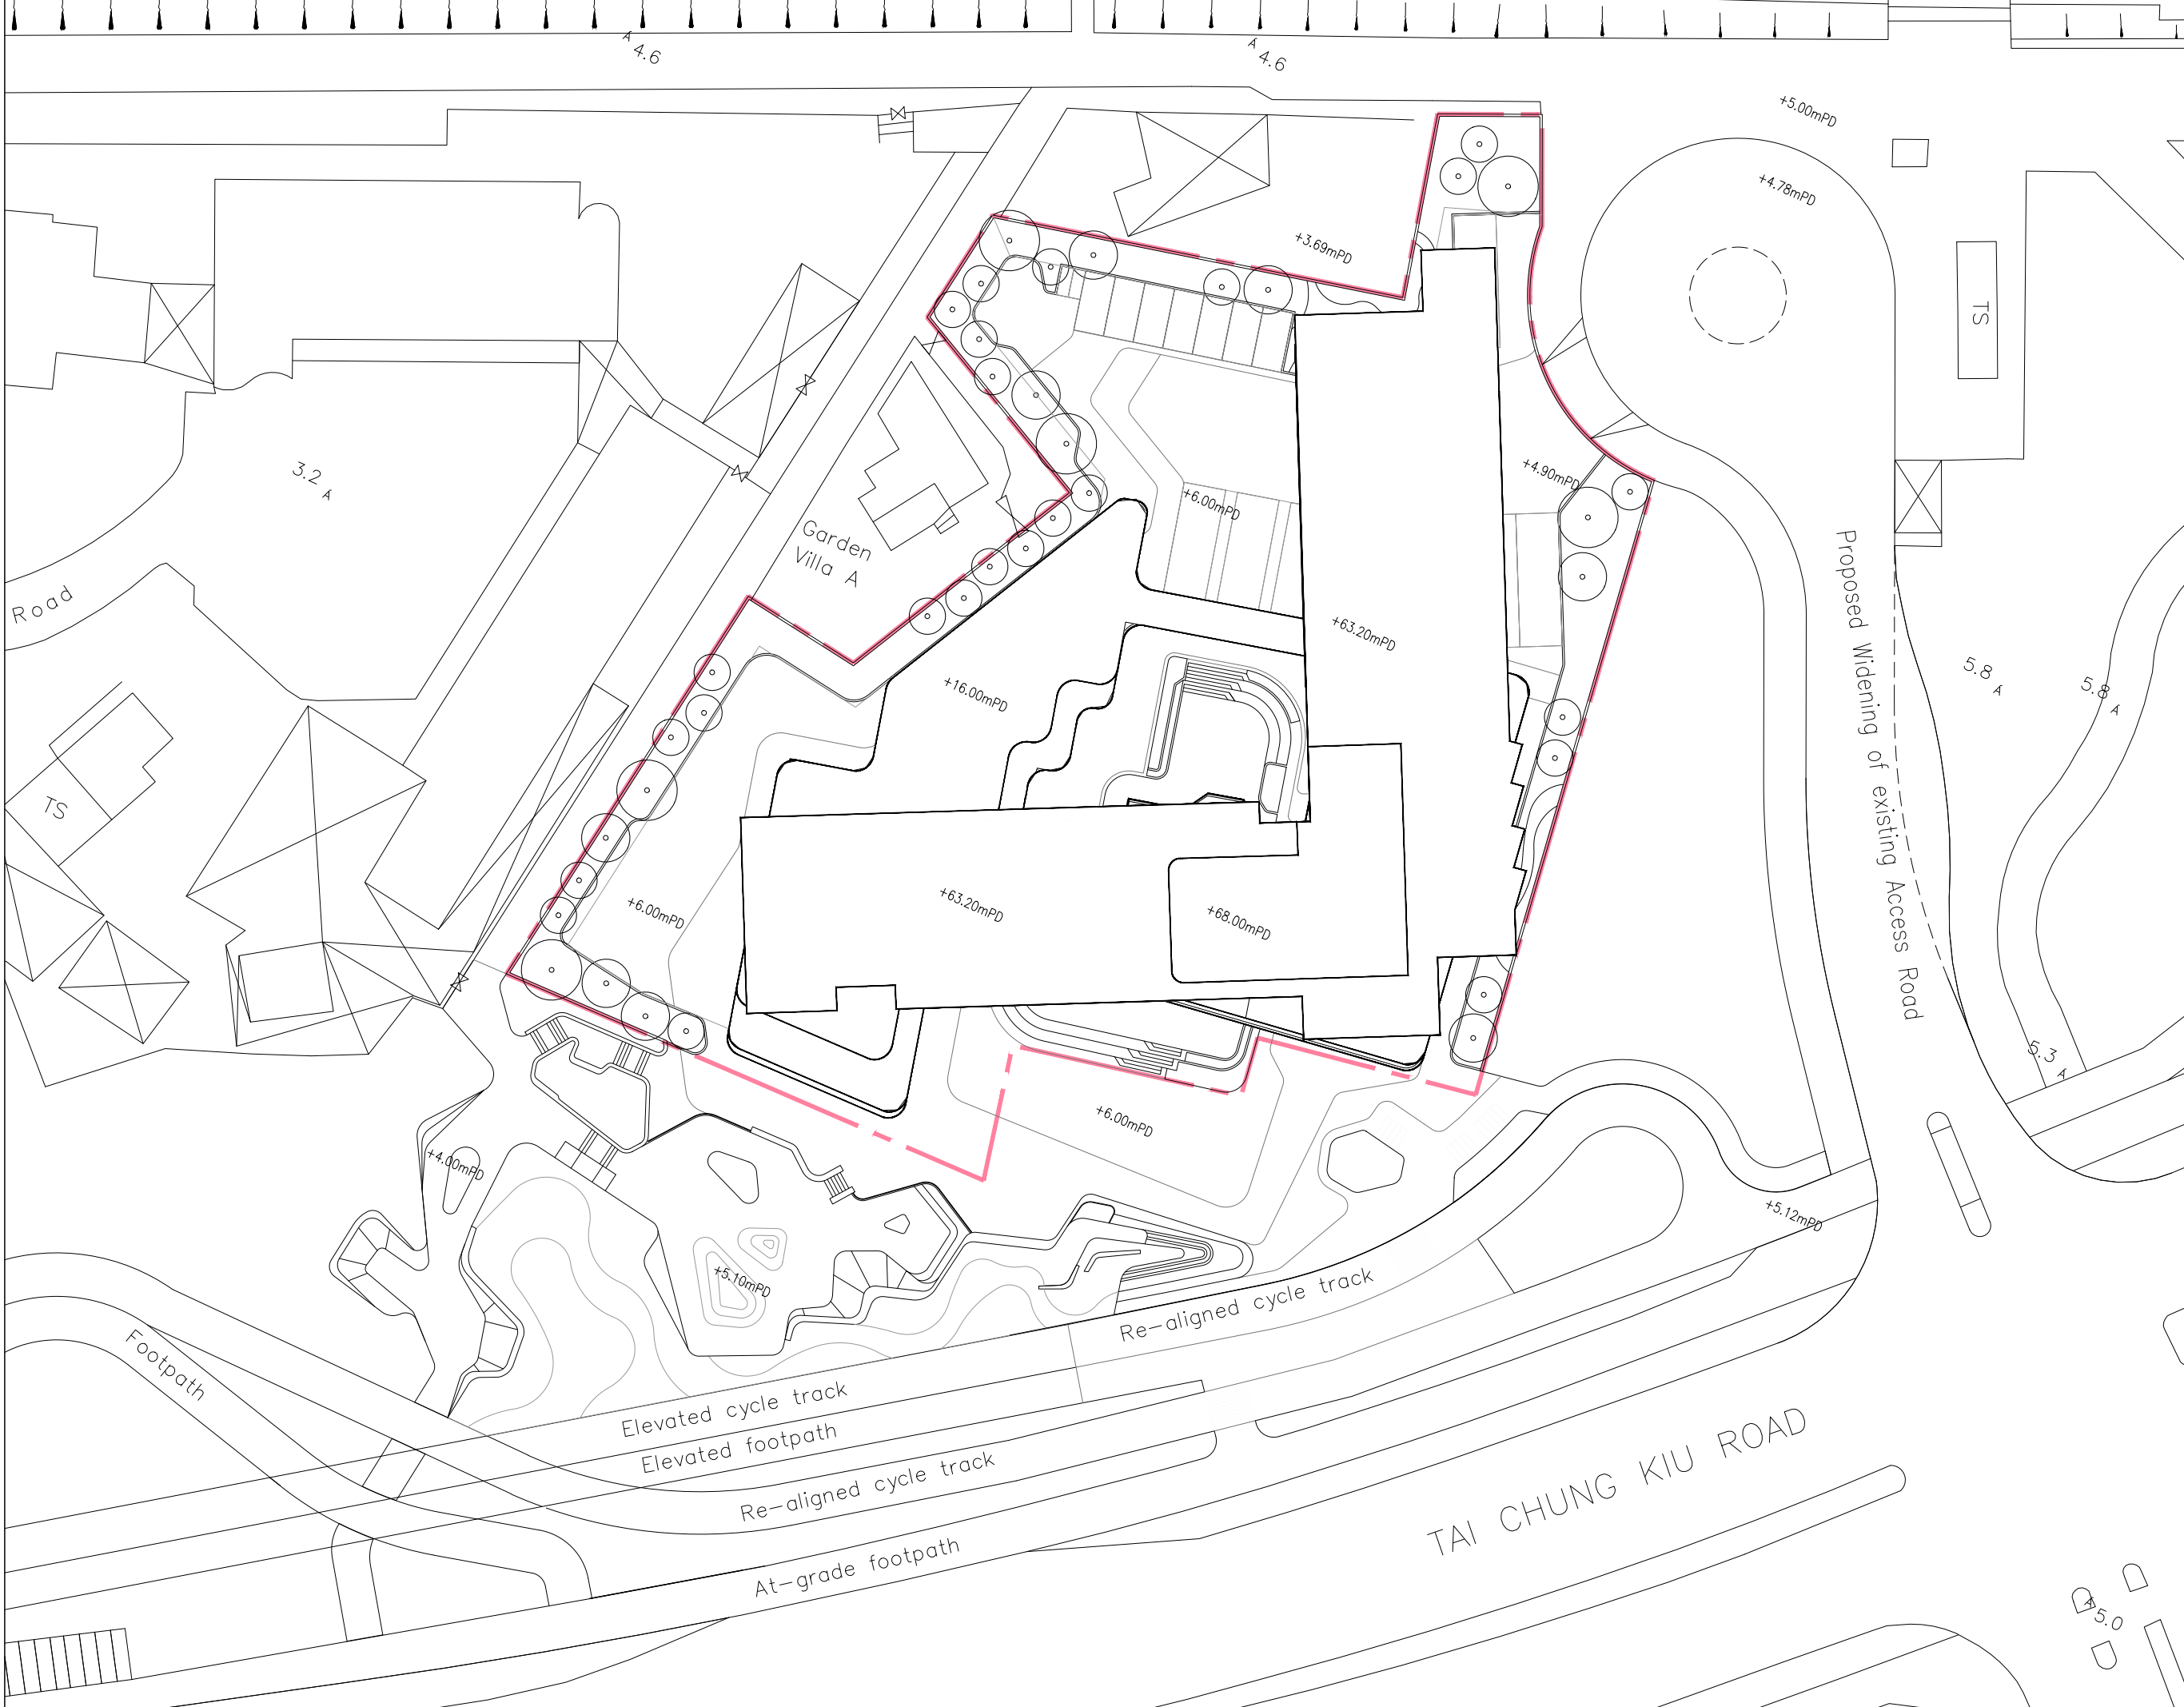 4.6
4.6
+5.00mPD
+4.78mPD
+3.69mPD
TS
3.2
+4.90mPD
+6.00mPD
Garden
Villa A
Road
+63.20mPD
Proposed Widening of existing Access Road
5.8
5.8
+16.00mPD
TS
+6.00mPD
+63.20mPD
+68.00mPD
5.3
+6.00mPD
+4.00mPD
+5.12mPD
+5.10mPD
Re-aligned cycle track
Footpath
Elevated cycle track
Elevated footpath
Re-aligned cycle track
TAI CHUNG KIU ROAD
At-grade footpath
5.0